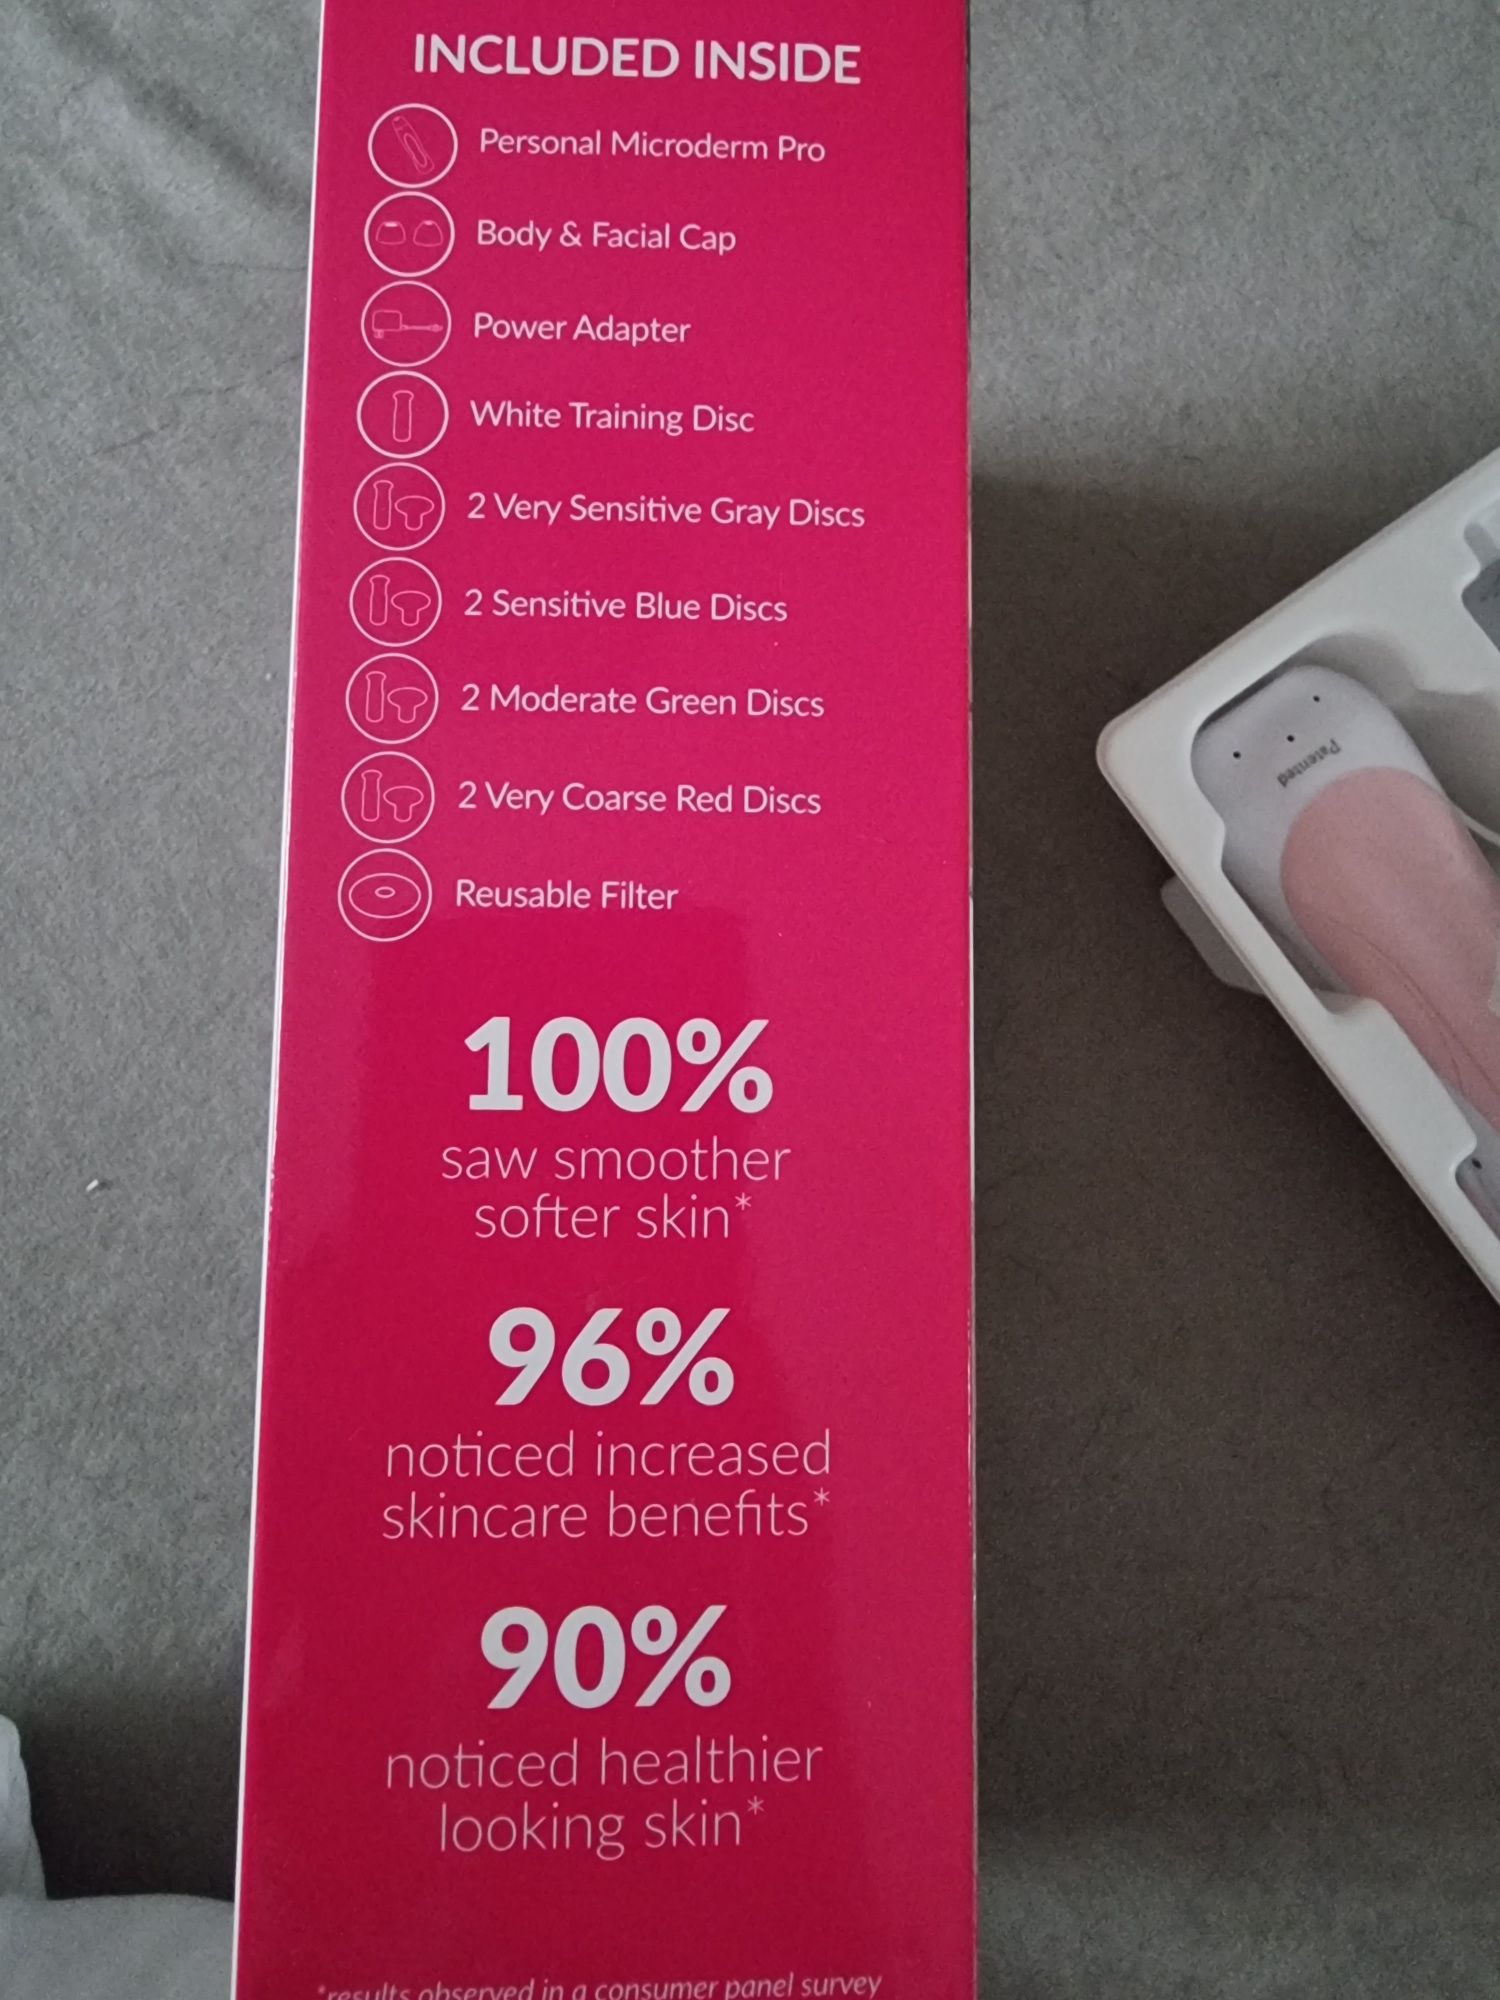 INCLUDED INSIDE
Personal Microderm Pro
Body & Facial Cap
Power Adapter
White Training Disc
2 Very Sensitive Gray Discs
2 Sensitive Blue Discs
2 Moderate Green Discs
2 Very Coarse Red Discs
Reusable Filter
100%
saw smoother
softer skin*
96%
noticed increased
skincare benefits*
90%
noticed healthier
looking skin*
*results observed in a consumer panel survey
Patented